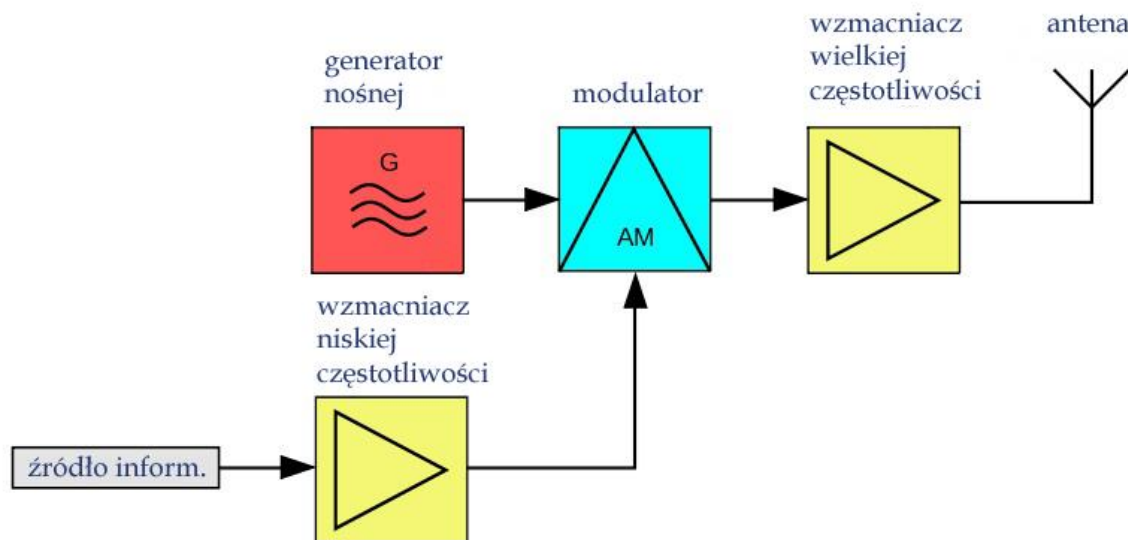 wzmacniacz
wielkiej
częstotliwości
antena
generator
nośnej
modulator
G
AM
wzmacniacz
niskiej
częstotliwości
źródło inform.